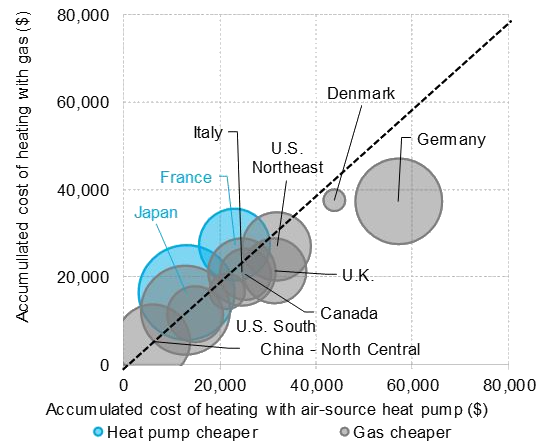 Accumullated cost of heating with gas ($)
80,000
60,000
40,000
20,000
0
Denmark
Italy
U.S.
Northeast
Germany
France
Japan
U.K.
Canada
U.S. South
China - North Central
0 20,000 40,000 60,000 80,000
Accumulated cost of heating with air-source heat pump ($)
Heat pump cheaper Gas cheaper